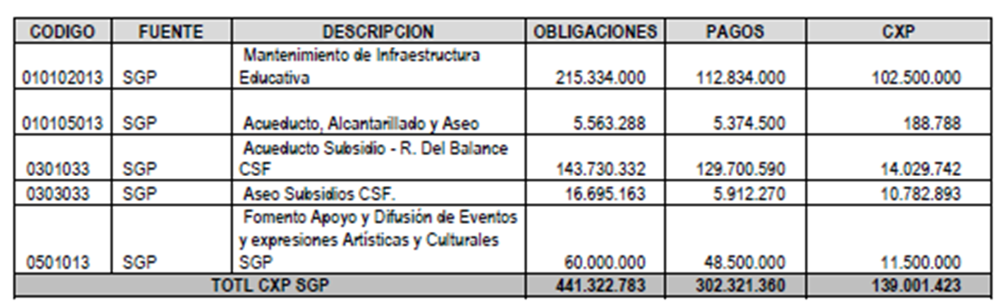 CODIGO FUENTE DESCRIPCION OBLIGACIONES PAGOS CXP
Mantenimiento de Infraestructura
010102013 SGP Educativa 215.334.000 112.834.000 102.500.000
010105013 SGP Acueducto, Alcantarillado y Aseo 5.563.288 5.374.500 188.788
Acueducto Subsidio - R. Del Balance
0301033 SGP CSF 143.730.332 129.700.590 14.029.742
0303033 SGP Aseo Subsidios CSF. 16.695.163 5.912.270 10.782.893
Fomento Apoyo y Difusión de Eventos
y expresiones Artísticas y Culturales
0501013 SGP SGP 60.000.000 48.500.000 11.500.000
TOTL CXP SGP 441.322.783 302.321.360 139.001.423